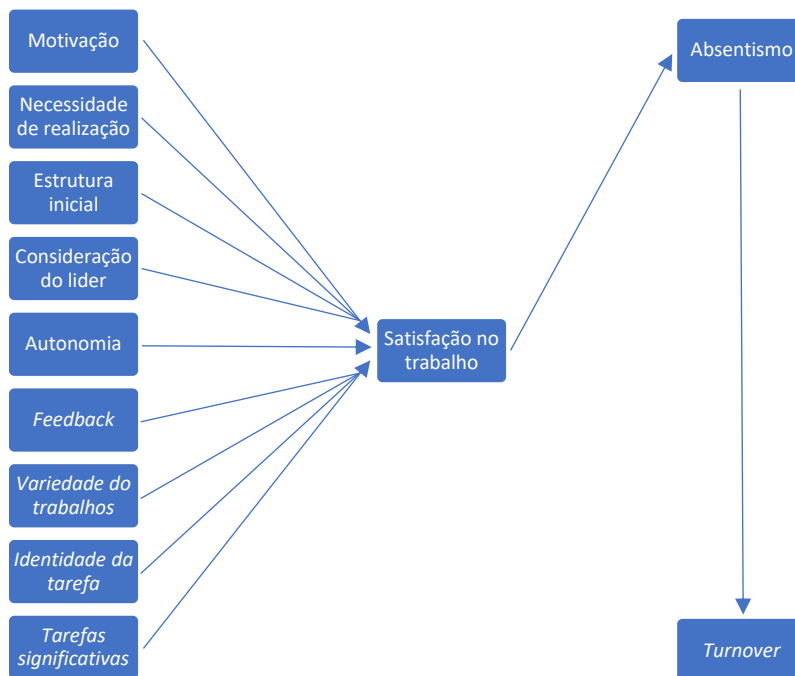 Motivação
Necessidade
de realização
Estrutura
inicial
Consideração
do lider
Autonomia
Feedback
Variedade do
trabalhos
Identidade da
tarefa
Tarefas
significativas
Satisfação no
trabalho
Absentismo
Turnover